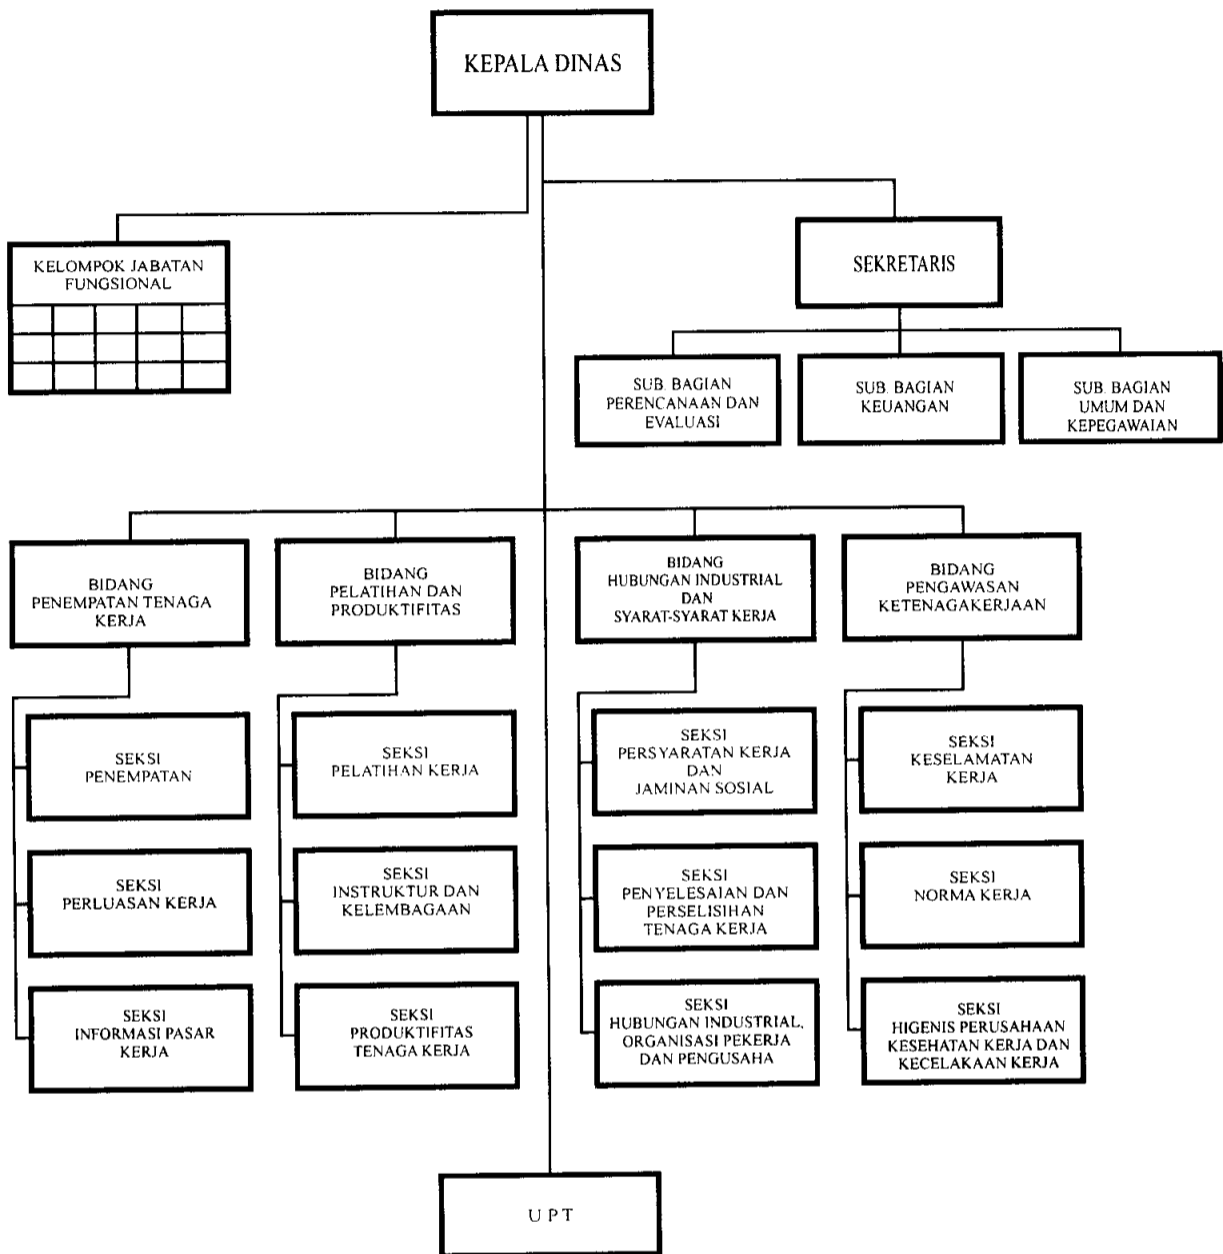 KEPALA DINAS
KELOMPOK JABATAN
FUNGSIONAL
SEKRETARIS
SUB. BAGIAN
PERENCANAAN DAN
EVALUASI
SUB. BAGIAN
KEUANGAN
SUB. BAGIAN
UMUM DAN
KEPEGAWAIAN
BIDANG
PENEMPATAN TENAGA
KERJA
BIDANG
PELATIHAN DAN
PRODUKTIFITAS
BIDANG
HUBUNGAN INDUSTRIAL
DAN
SYARAT-SYARAT KERJA
BIDANG
PENGAWASAN
KETENAGAKERJAAN
SEKSI
PENEMPATAN
SEKSI
PELATIHAN KERJA
SEKSI
PERSYARATAN KERJA
DAN
JAMINAN SOSIAL
SEKSI
KESELAMATAN
KERJA
SEKSI
PERLUASAN KERJA
SEKSI
INSTRUKTUR DAN
KELEMBAGAAN
SEKSI
PENYELESAIAN DAN
PERSELISIHAN
TENAGA KERJA
SEKSI
NORMA KERJA
SEKSI
INFORMASI PASAR
KERJA
SEKSI
PRODUKTIFITAS
TENAGA KERJA
SEKSI
HUBUNGAN INDUSTRIAL,
ORGANISASI PEKERJA
DAN PENGUSAHA
SEKSI
HIGENIS PERUSAHAAN
KESEHATAN KERJA DAN
KECELAKAAN KERJA
U P T